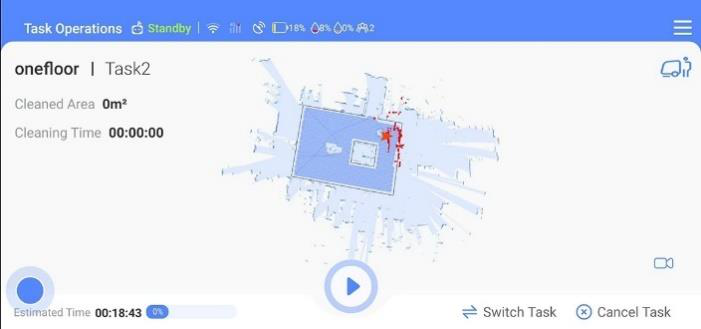 Task Operations Standby 18% 8% 0% 2
onefloor | Task2
Cleaned Area 0m²
Cleaning Time 00:00:00
Estimated Time 00:18:43 0% Switch Task Cancel Task